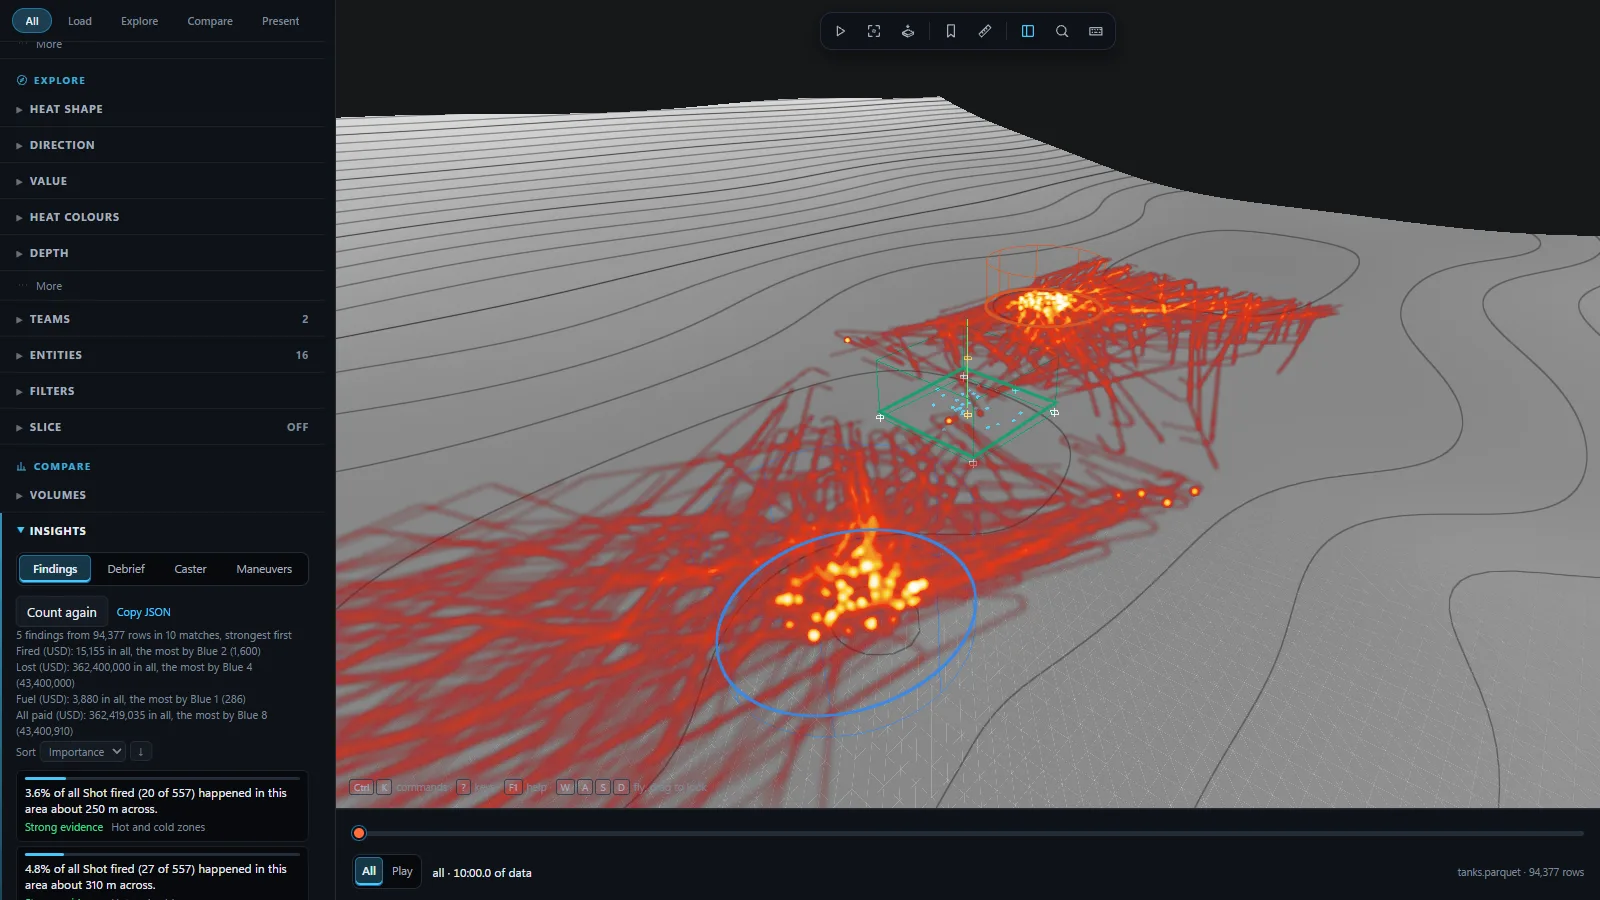 All Load Explore Compare Present
More
EXPLORE
HEAT SHAPE
DIRECTION
VALUE
HEAT COLOURS
DEPTH
More
TEAMS 2
ENTITIES 16
FILTERS
SLICE OFF
COMPARE
VOLUMES
INSIGHTS
Findings Debrief Caster Maneuvers
Count again Copy JSON
5 findings from 94,377 rows in 10 matches, strongest first
Fired (USD): 15,155 in all, the most by Blue 2 (1,600)
Lost (USD): 362,400,000 in all, the most by Blue 4
(43,400,000)
Fuel (USD): 3,880 in all, the most by Blue 1 (286)
All paid (USD): 362,419,035 in all, the most by Blue 8
(43,400,910)
Sort Importance ↓
3.6% of all Shot fired (20 of 557) happened in this
area about 250 m across.
Strong evidence Hot and cold zones
4.8% of all Shot fired (27 of 557) happened in this
area about 310 m across.
Ctrl K commands ? keys F1 help W A S D fly, drag to look
All Play all · 10:00.0 of data
tanks.parquet · 94,377 rows